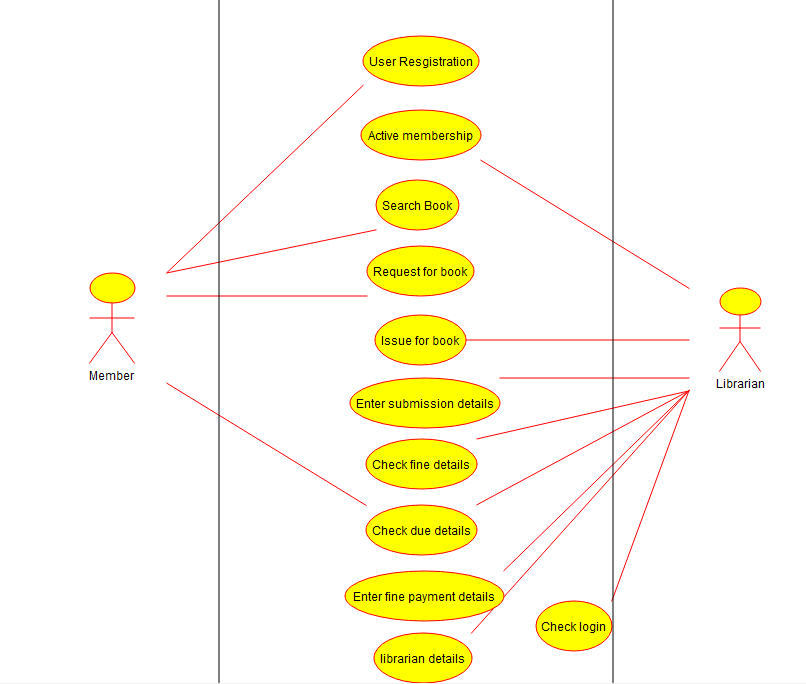 User Resgistration
Active membership
Search Book
Request for book
Issue for book
Member
Librarian
Enter submission details
Check fine details
Check due details
Enter fine payment details
Check login
librarian details